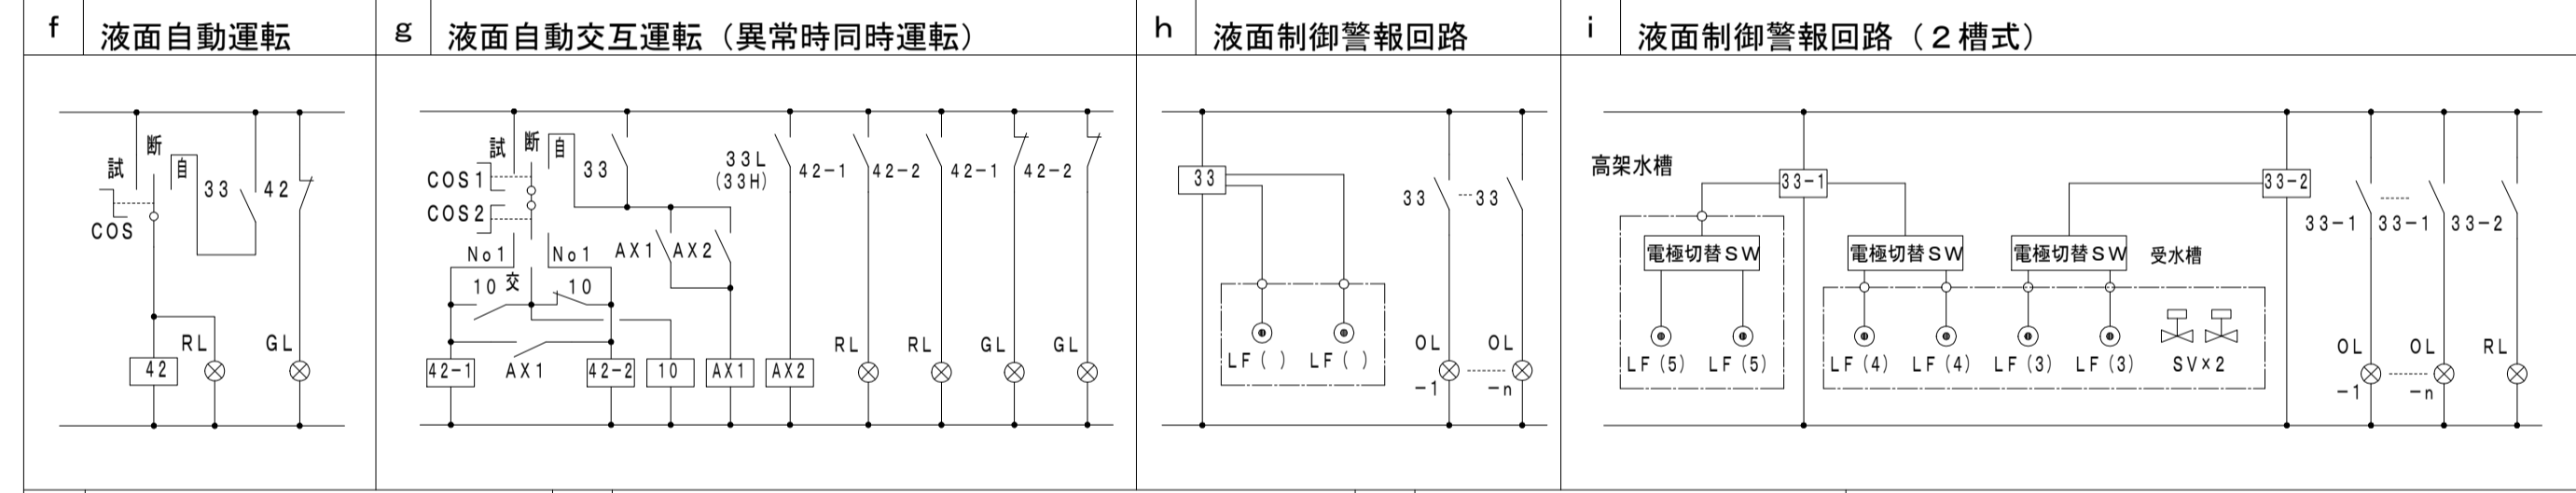 f 液面自動運転
試 断 自
33 42
COS
RL GL
42
g 液面自動交互運転（異常時同時運転）
試 断 自
33
33L
(33H)
42-1 42-2 42-1 42-2
COS1
COS2
No1 No1 AX1 AX2
10 交 10
RL RL GL GL
42-1 AX1 42-2 10 AX1 AX2
h 液面制御警報回路
33
33 33
OL OL
LF( ) LF( )
-1 -n
i 液面制御警報回路（２槽式）
高架水槽
33-1 33-2
33-1 33-1 33-2
電極切替SW 電極切替SW 電極切替SW 受水槽
OL OL RL
LF(5) LF(5) LF(4) LF(4) LF(3) LF(3) SV×2
-1 -n